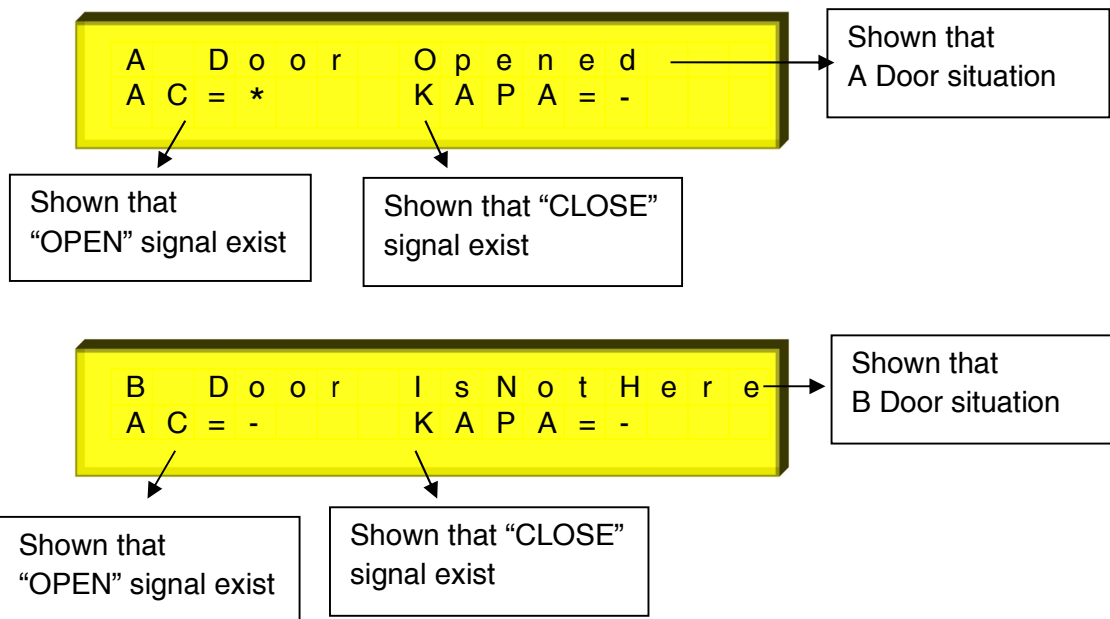 A Door Opened
AC=* KAPA=-
Shown that
A Door situation
Shown that
“OPEN” signal exist
Shown that “CLOSE”
signal exist
B Door IsNotHere
AC=- KAPA=-
Shown that
B Door situation
Shown that
“OPEN” signal exist
Shown that “CLOSE”
signal exist